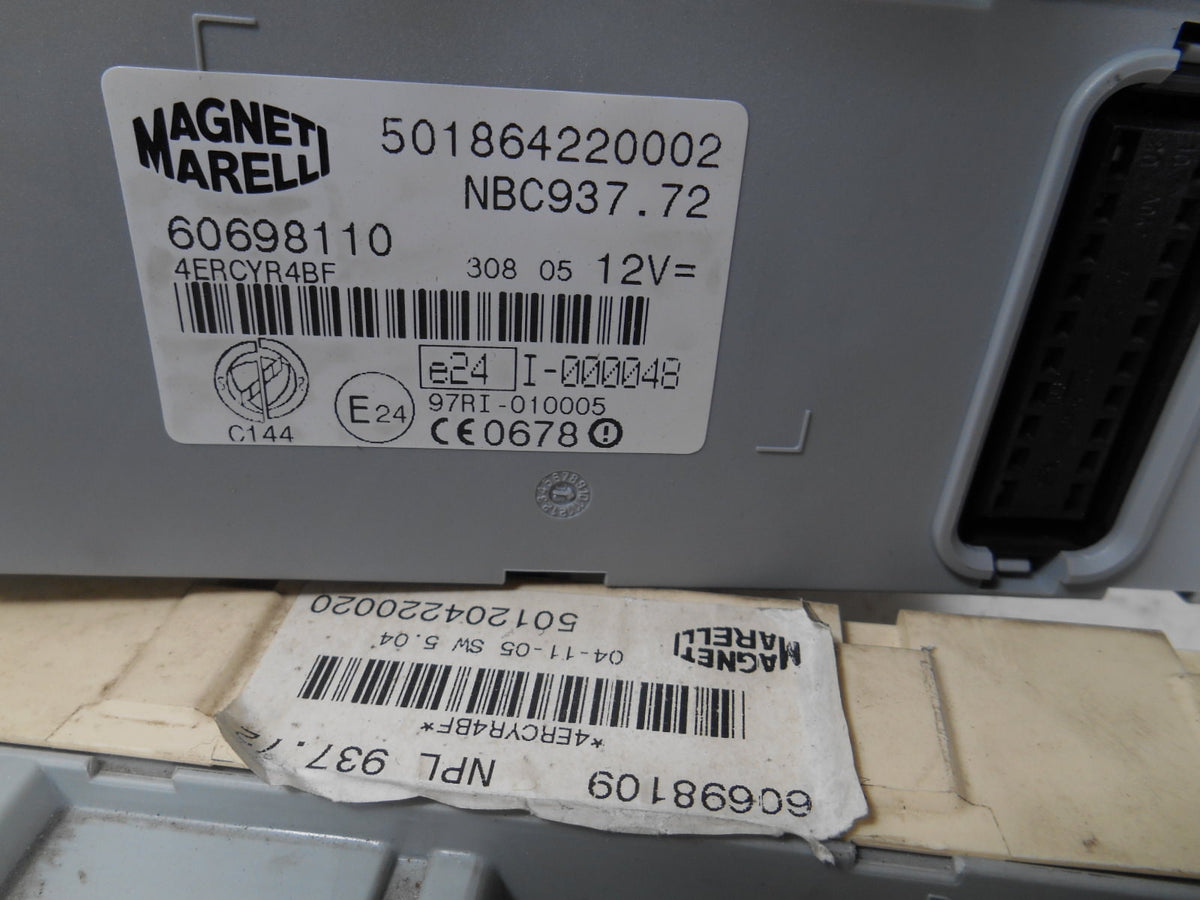 MAGNETI
MARELLI
501864220002
NBC937.72
60698110
4ERCYR4BF
308 05 12V=
e24 I-000048
E24
97RI-010005
C144
CE0678
60698109
NPL 937.72
*4ERCYR4BF*
MAGNETI
MARELLI
04-11-05 SW 5.04
501204220020